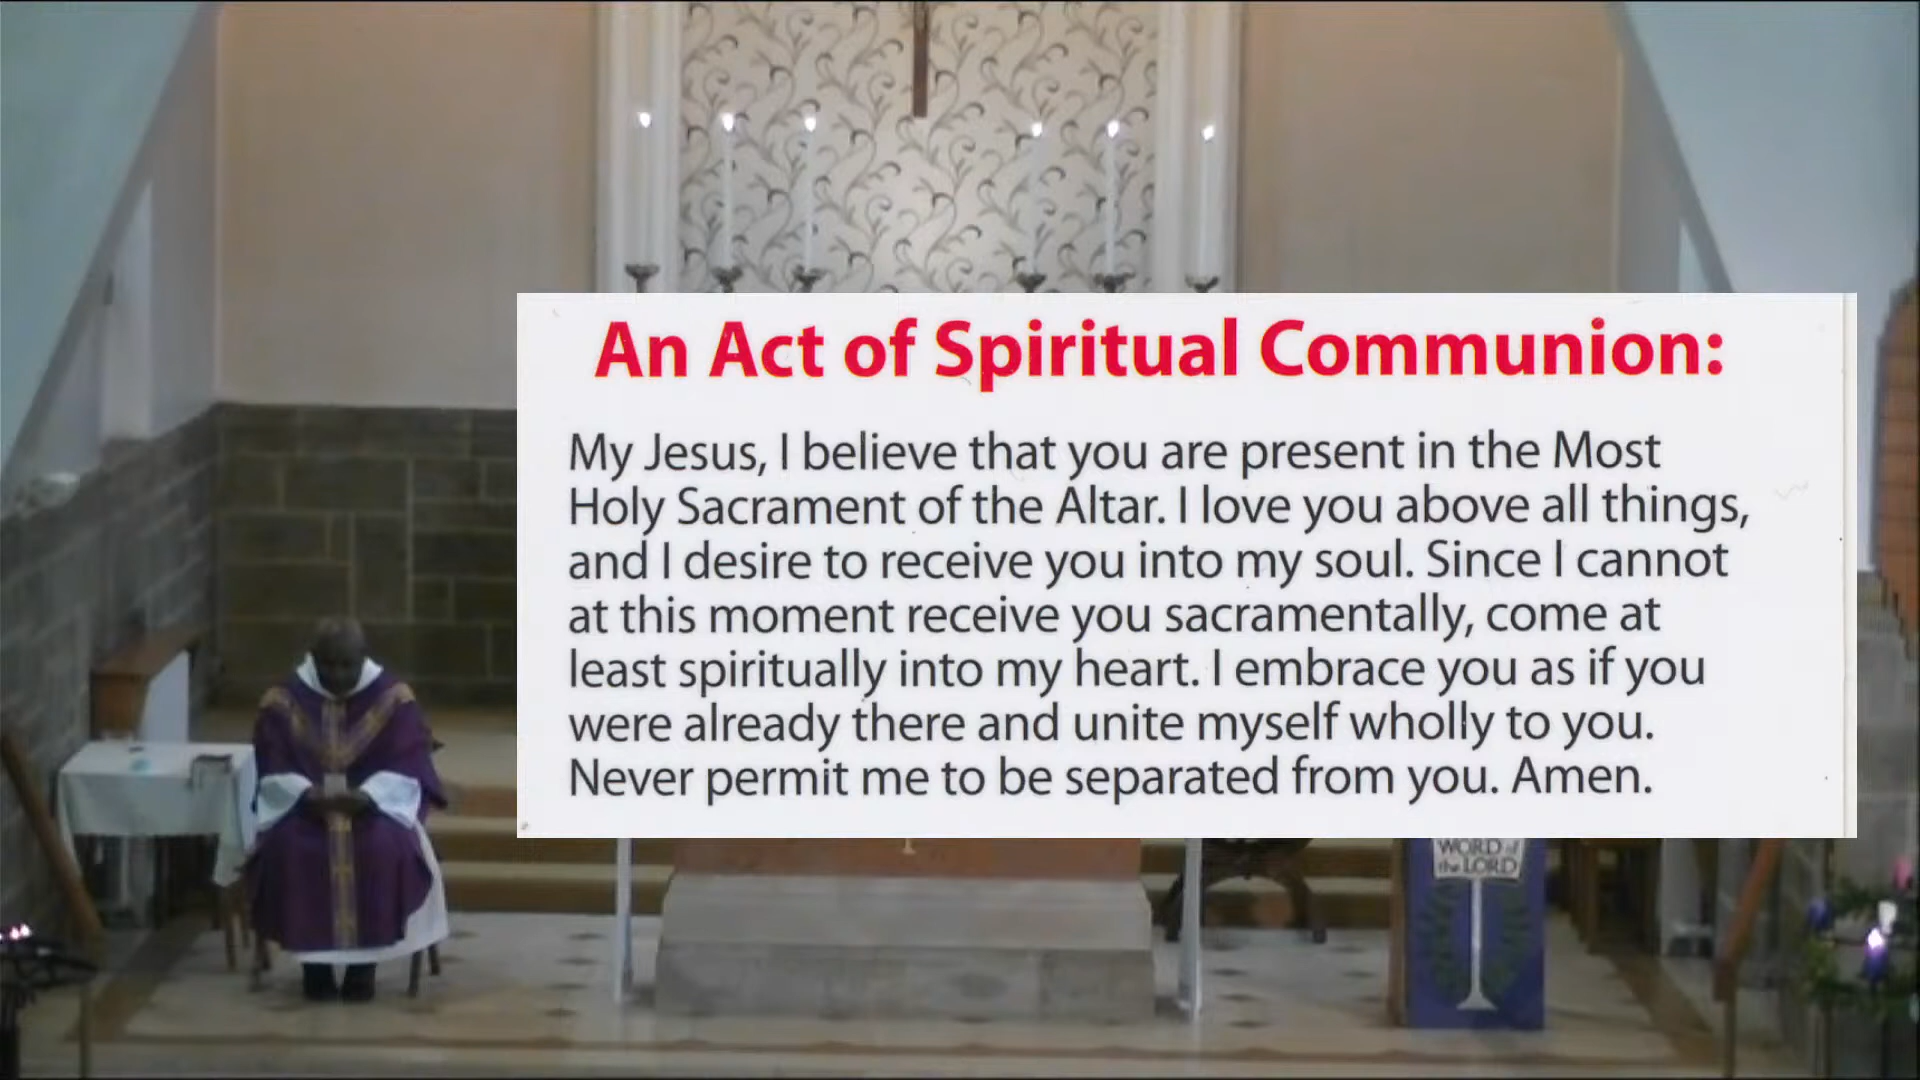 An Act of Spiritual Communion:
My Jesus, I believe that you are present in the Most
Holy Sacrament of the Altar. I love you above all things,
and I desire to receive you into my soul. Since I cannot
at this moment receive you sacramentally, come at
least spiritually into my heart. I embrace you as if you
were already there and unite myself wholly to you.
Never permit me to be separated from you. Amen.
WORD of
the LORD